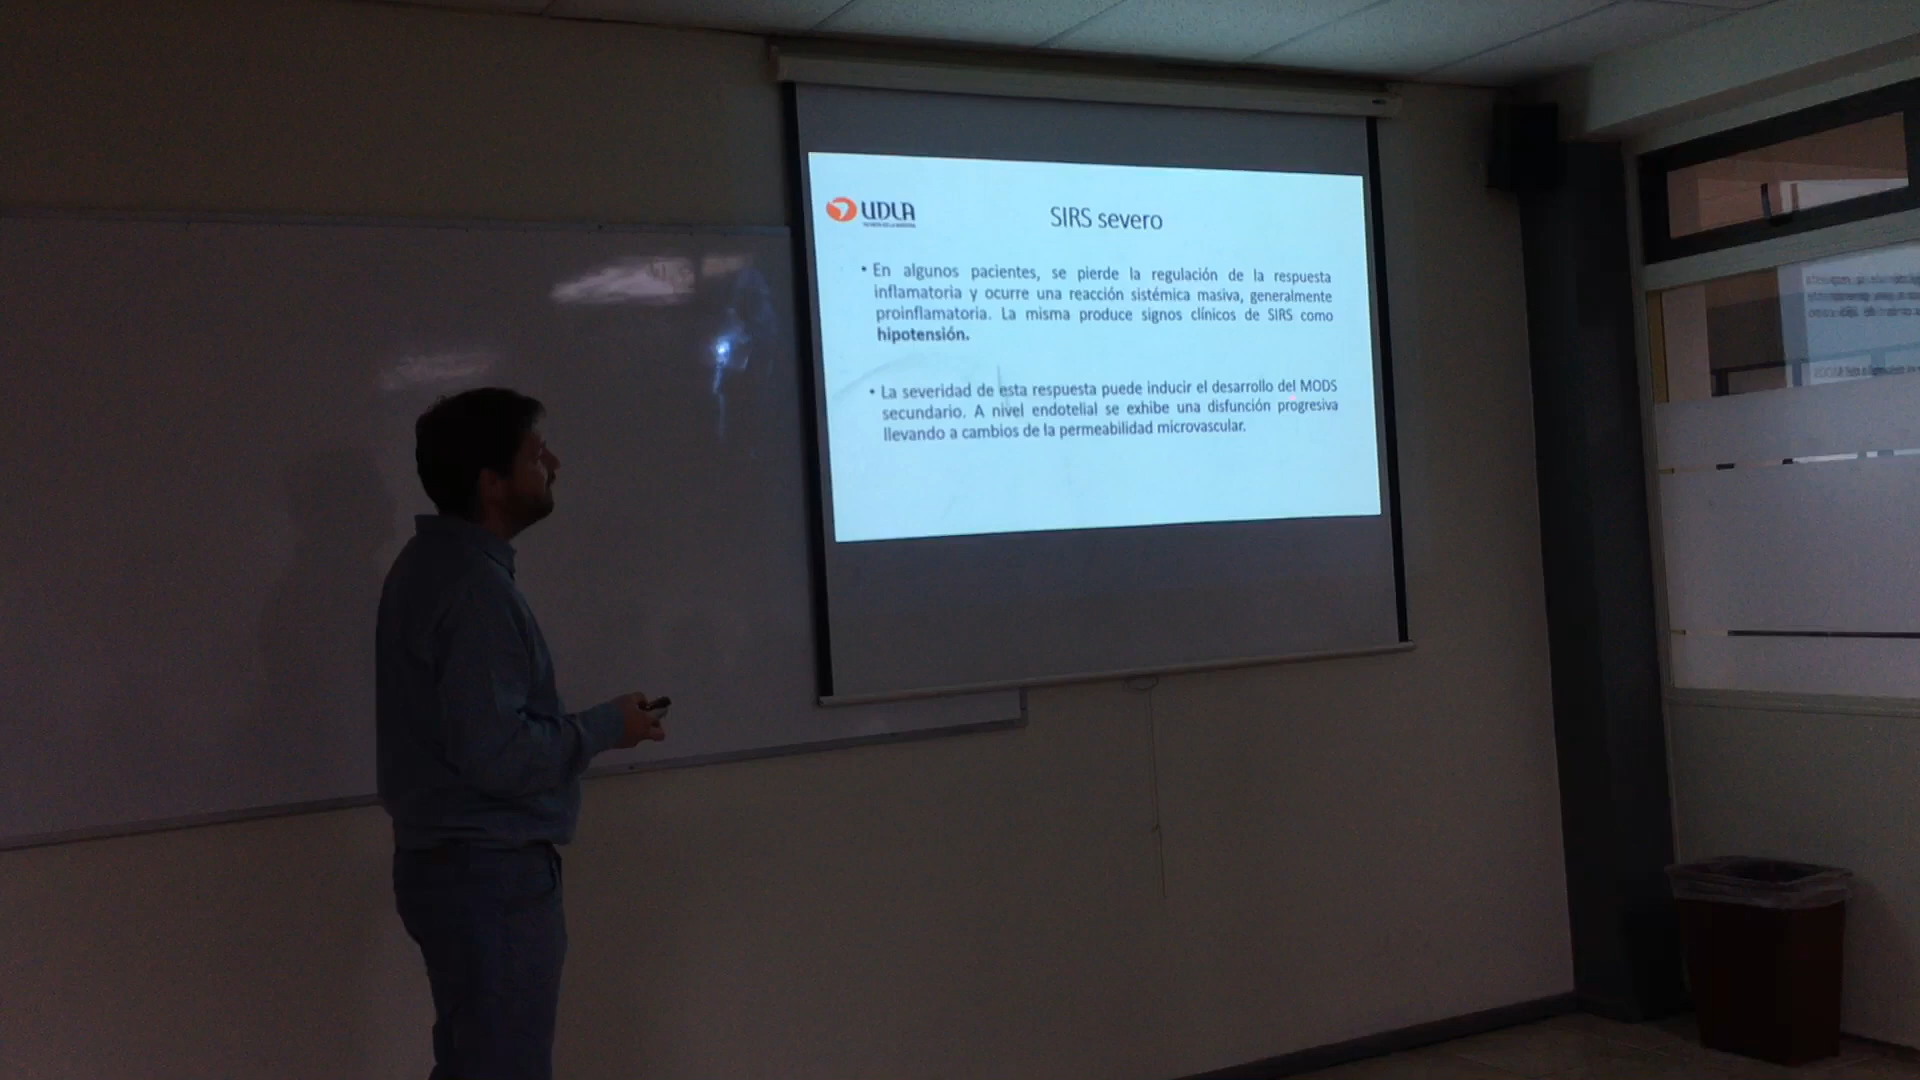 UDLA
SIRS severo
• En algunos pacientes, se pierde la regulación de la respuesta
inflamatoria y ocurre una reacción sistémica masiva, generalmente
proinflamatoria. La misma produce signos clínicos de SIRS como
hipotensión.
• La severidad de esta respuesta puede inducir el desarrollo del MODS
secundario. A nivel endotelial se exhibe una disfunción progresiva
llevando a cambios de la permeabilidad microvascular.